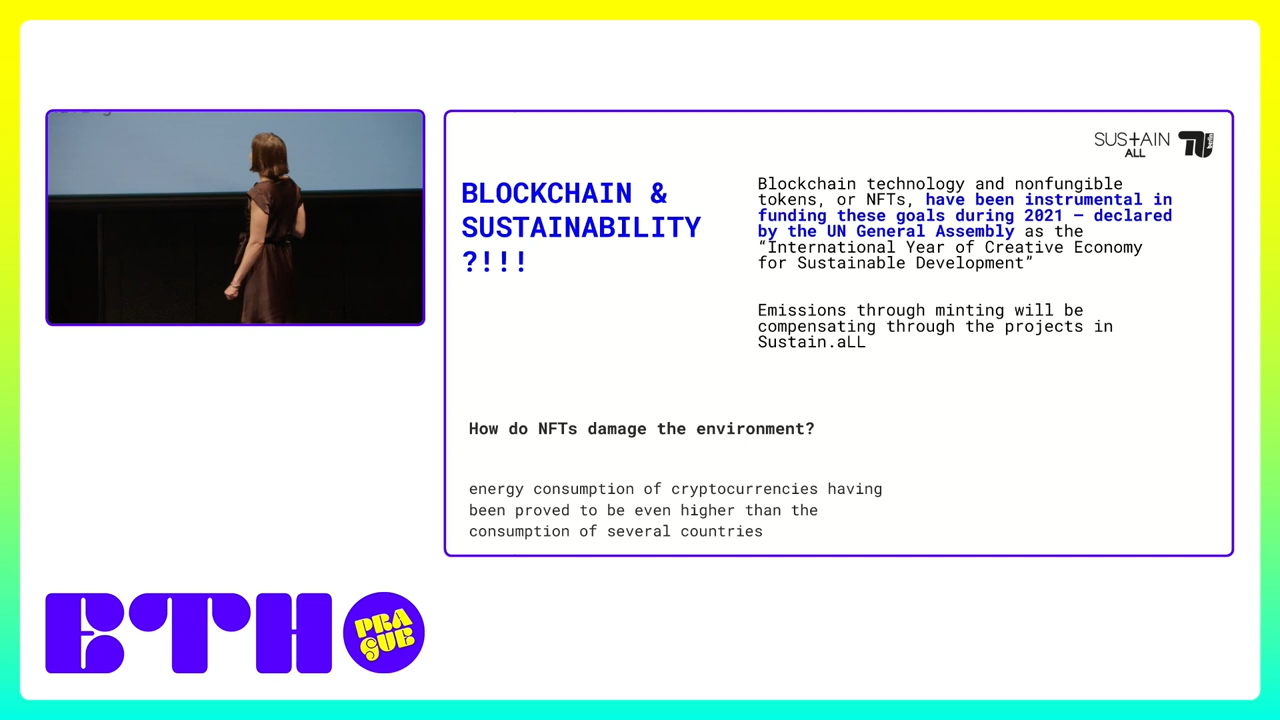 SUSTAIN
ALL
BLOCKCHAIN &
SUSTAINABILITY
?!!!
Blockchain technology and nonfungible
tokens, or NFTs, have been instrumental in
funding these goals during 2021 – declared
by the UN General Assembly as the
“International Year of Creative Economy
for Sustainable Development”
Emissions through minting will be
compensating through the projects in
Sustain.aLL
How do NFTs damage the environment?
energy consumption of cryptocurrencies having
been proved to be even higher than the
consumption of several countries
ETH
PRA
GUE